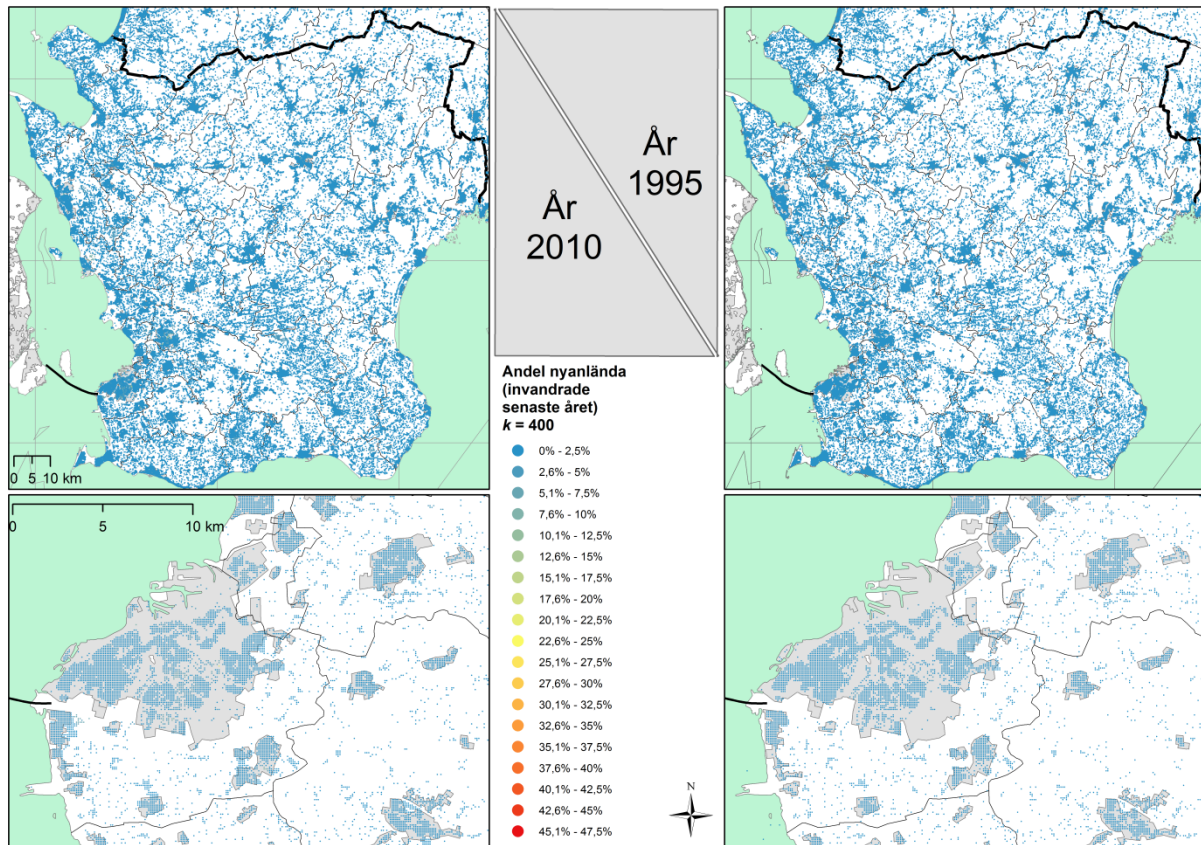 År
1995
År
2010
Andel nyanlända
(invandrade
senaste året)
k = 400
0% - 2,5%
2,6% - 5%
5,1% - 7,5%
7,6% - 10%
10,1% - 12,5%
12,6% - 15%
15,1% - 17,5%
17,6% - 20%
20,1% - 22,5%
22,6% - 25%
25,1% - 27,5%
27,6% - 30%
30,1% - 32,5%
32,6% - 35%
35,1% - 37,5%
37,6% - 40%
40,1% - 42,5%
42,6% - 45%
45,1% - 47,5%
0 5 10 km
0 5 10 km
N